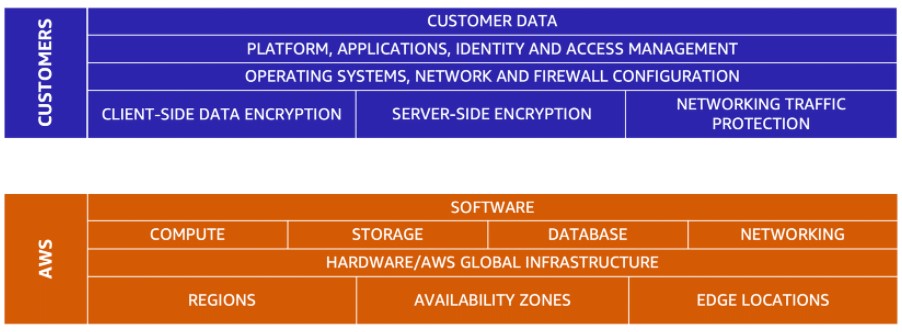 CUSTOMERS
CUSTOMER DATA
PLATFORM, APPLICATIONS, IDENTITY AND ACCESS MANAGEMENT
OPERATING SYSTEMS, NETWORK AND FIREWALL CONFIGURATION
CLIENT-SIDE DATA ENCRYPTION
SERVER-SIDE ENCRYPTION
NETWORKING TRAFFIC
PROTECTION
AWS
SOFTWARE
COMPUTE
STORAGE
DATABASE
NETWORKING
HARDWARE/AWS GLOBAL INFRASTRUCTURE
REGIONS
AVAILABILITY ZONES
EDGE LOCATIONS